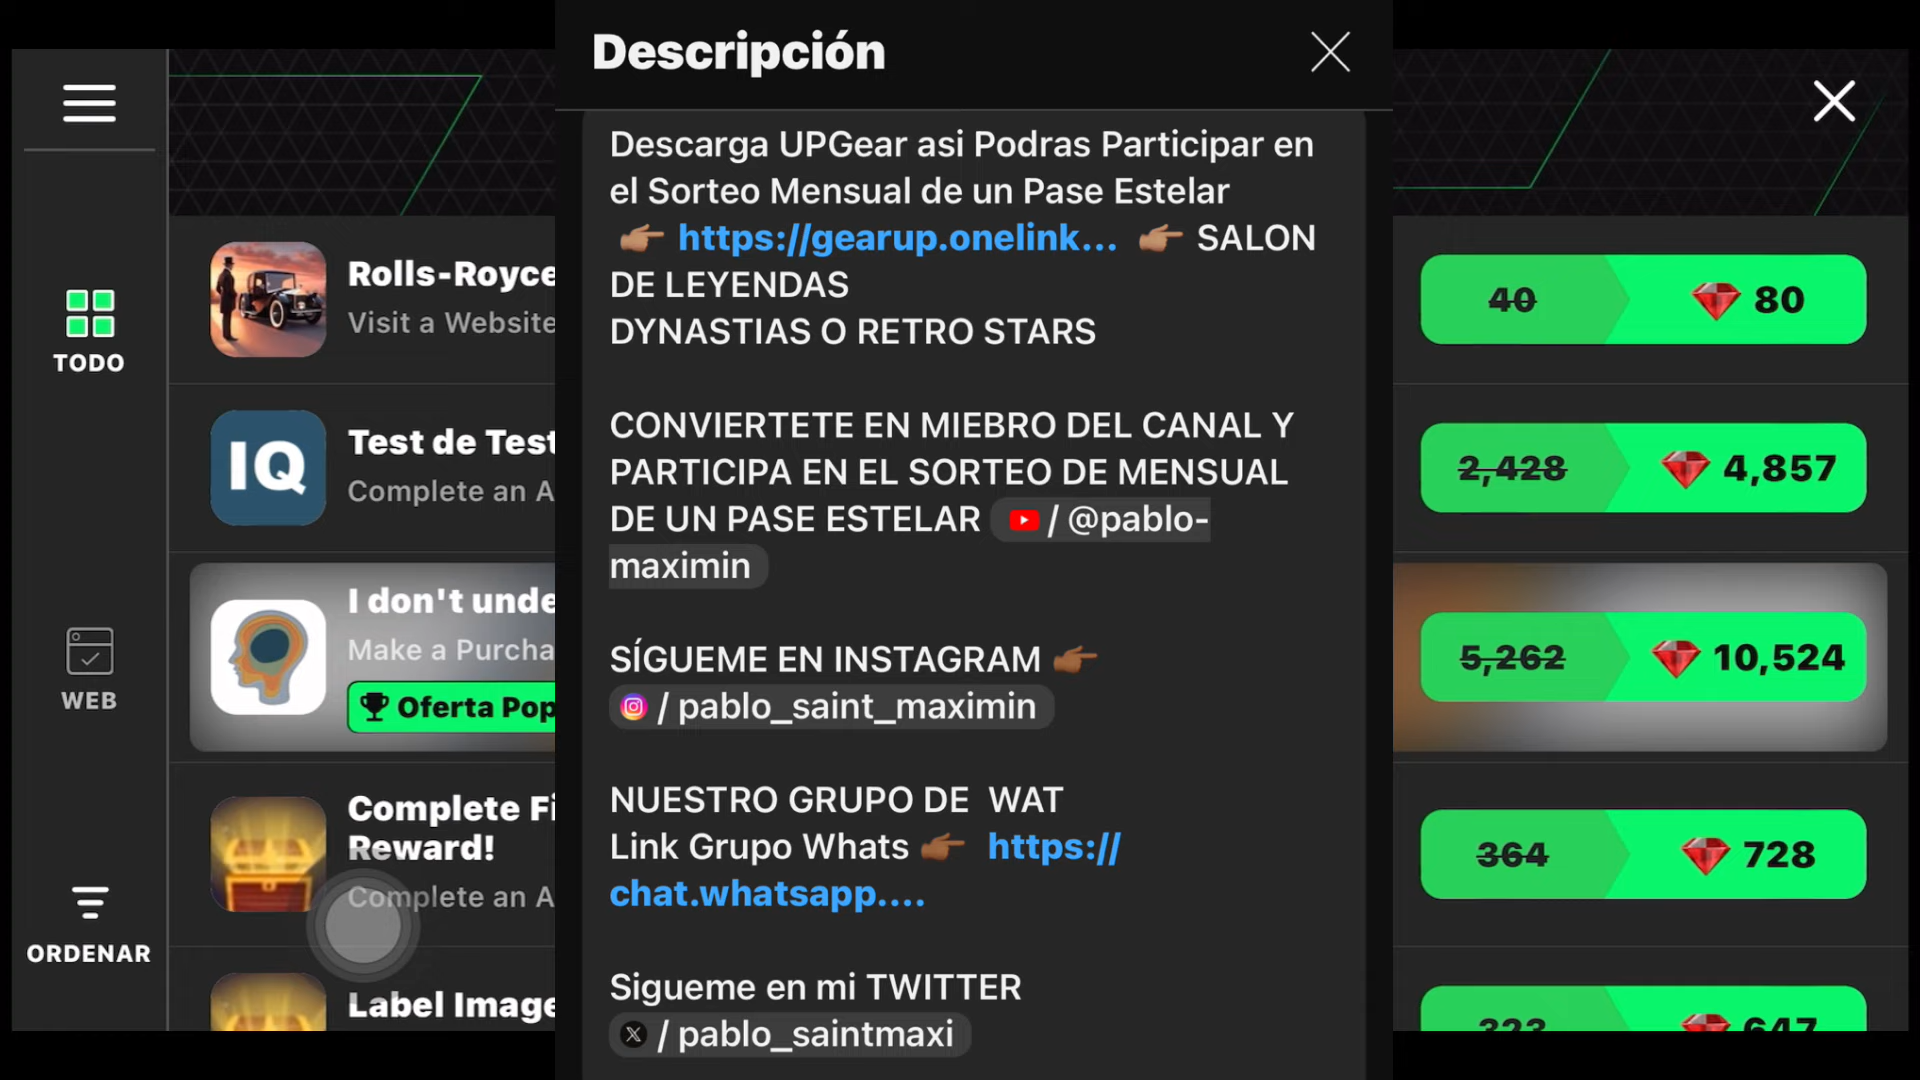 Descripción
Descarga UPGear asi Podras Participar en
el Sorteo Mensual de un Pase Estelar
👉🏽 https://gearup.onelink... 👉🏽 SALON
DE LEYENDAS
DYNASTIAS O RETRO STARS
CONVIERTETE EN MIEBRO DEL CANAL Y
PARTICIPA EN EL SORTEO DE MENSUAL
DE UN PASE ESTELAR / @pablo-
maximin
SÍGUEME EN INSTAGRAM 👉🏾
/ pablo_saint_maximin
NUESTRO GRUPO DE WAT
Link Grupo Whats 👉🏾 https://
chat.whatsapp....
Sigueme en mi TWITTER
/ pablo_saintmaxi
TODO
WEB
ORDENAR
Rolls-Royce
Visit a Website
40 80
IQ
Test de Test
Complete an A
2,428 4,857
I don't unde
Make a Purcha
Oferta Pop
5,262 10,524
Complete Fi
Reward!
Complete an A
364 728
Label Image
323 647